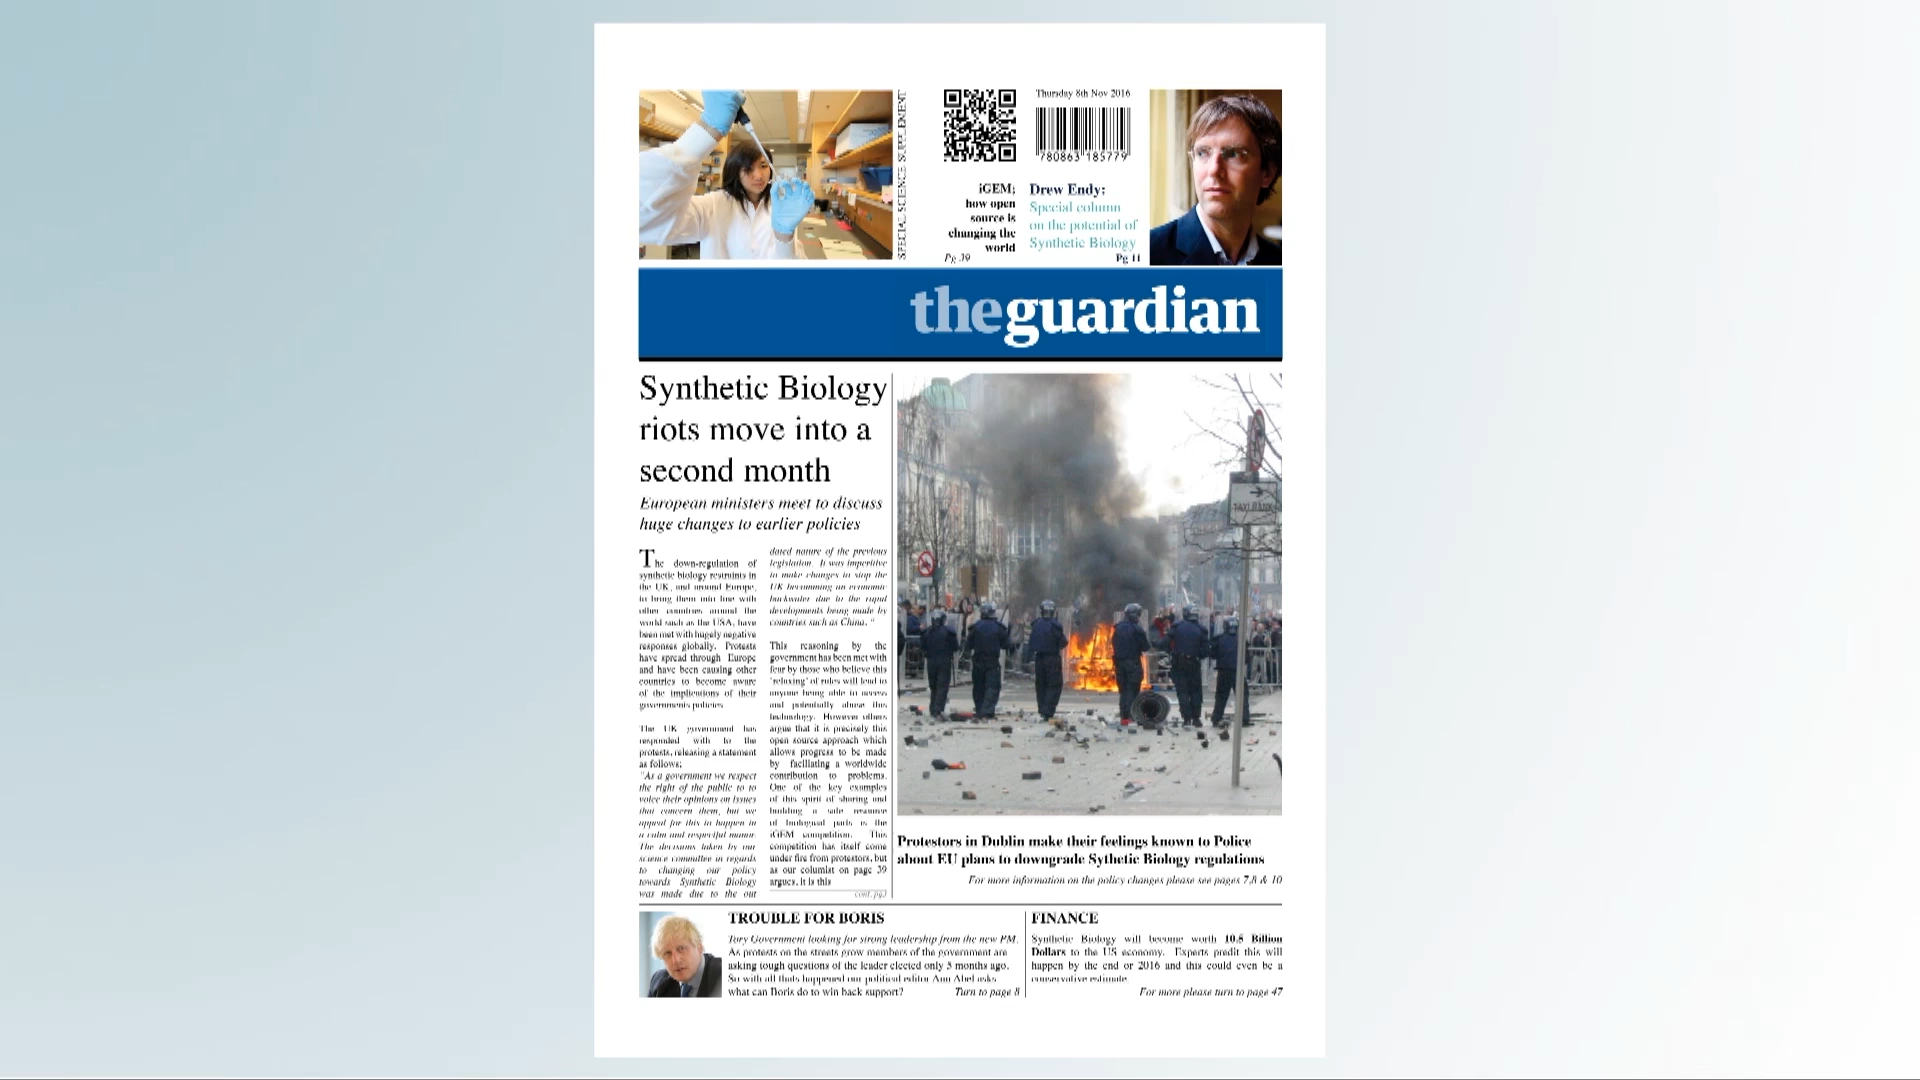 SPECIAL SCIENCE SUPPLEMENT
iGEM;
how open
source is
changing the
world
Pg 39
Thursday 8th Nov 2016
780863 185779
Drew Endy:
Special column
on the potential of
Synthetic Biology
Pg 11
theguardian
Synthetic Biology
riots move into a
second month
European ministers meet to discuss
huge changes to earlier policies
The down-regulation of
synthetic biology restraints in
the UK, and around Europe,
to bring them into line with
other countries around the
world such as the USA, have
been met with hugely negative
responses globally. Protests
have spread through Europe
and have been causing other
countries to become aware
of the implications of their
governments policies
The UK government has
responded with to the
protests, releasing a statement
as follows:
"As a government we respect
the right of the public to to
voice their opinions on issues
that concern them, but we
appeal for this to happen in
a calm and respectful manor.
The decisions taken by our
science committee in regards
to changing our policy
towards Synthetic Biology
was made due to the out
dated nature of the previous
legislation. It was imperitive
to make changes to stop the
UK becomming an economic
backwater due to the rapid
developments being made by
countries such as China. "
This reasoning by the
government has been met with
fear by those who believe this
'relaxing' of rules will lead to
anyone being able to access
and potentially abuse this
technology. However others
argue that it is precisely this
open source approach which
allows progress to be made
by faciliating a worldwide
contribution to problems.
One of the key examples
of this spirit of sharing and
building a safe resource
of biological parts is the
iGEM competition. This
competition has itself come
under fire from protestors, but
as our columist on page 39
argues, it is this
cont. pg3
TAXI RANK
Protestors in Dublin make their feelings known to Police
about EU plans to downgrade Sythetic Biology regulations
For more information on the policy changes please see pages 7,8 & 10
TROUBLE FOR BORIS
Tory Government looking for strong leadership from the new PM.
As protests on the streets grow members of the government are
asking tough questions of the leader elected only 5 months ago.
So with all thats happened our political editor Ann Abel asks
what can Boris do to win back support?
Turn to page 8
FINANCE
Synthetic Biology will become worth 10.5 Billion
Dollars to the US economy. Experts predit this will
happen by the end or 2016 and this could even be a
conservative estimate.
For more please turn to page 47